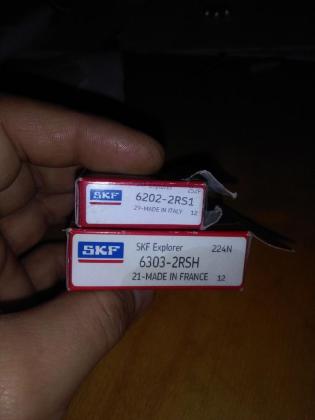 Explorer
SKF 6202-2RS1
29-MADE IN ITALY 12
SKF SKF Explorer 224N
6303-2RSH
21-MADE IN FRANCE 12